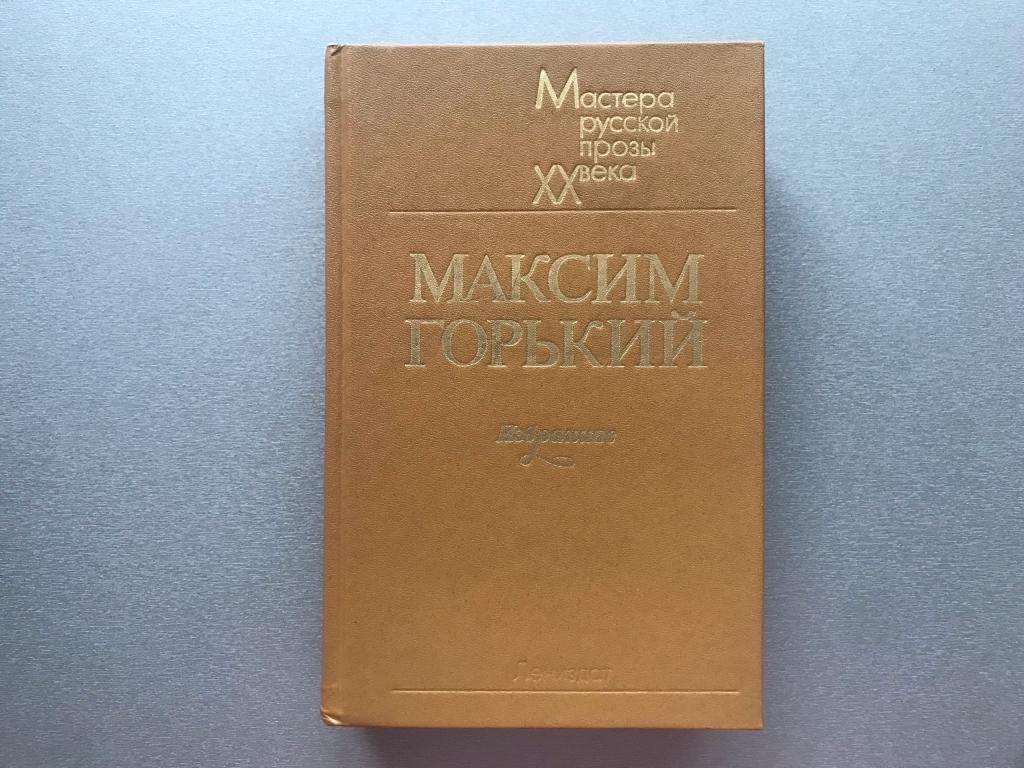 Мастера
русской
прозы
XX века
МАКСИМ
ГОРЬКИЙ
Избранное
Лениздат